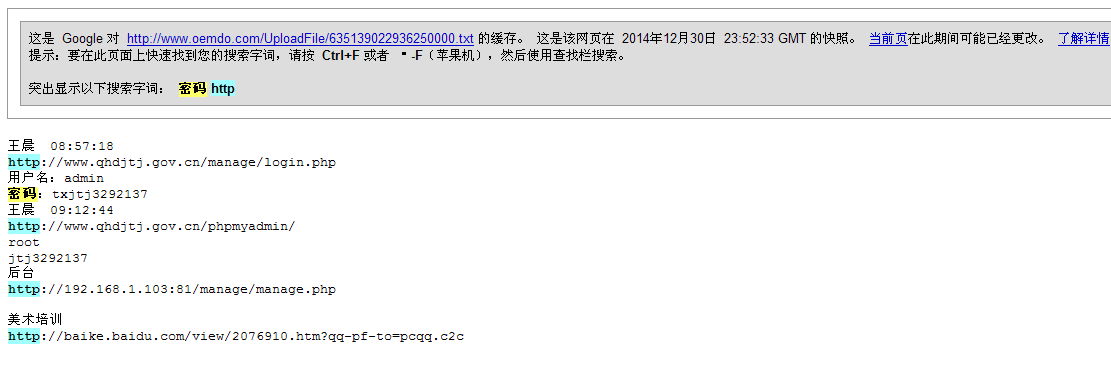 这是 Google 对 http://www.oemdo.com/UploadFile/635139022936250000.txt 的缓存。 这是该网页在 2014年12月30日 23:52:33 GMT 的快照。 当前页在此期间可能已经更改。 了解详情
提示：要在此页面上快速找到您的搜索字词，请按 Ctrl+F 或者 -F（苹果机），然后使用查找栏搜索。
突出显示以下搜索字词： 密码 http
王晨 08:57:18
http://www.qhdjtj.gov.cn/manage/login.php
用户名：admin
密码：txjtj3292137
王晨 09:12:44
http://www.qhdjtj.gov.cn/phpmyadmin/
root
jtj3292137
后台
http://192.168.1.103:81/manage/manage.php
美术培训
http://baike.baidu.com/view/2076910.htm?qq-pf-to=pcqq.c2c